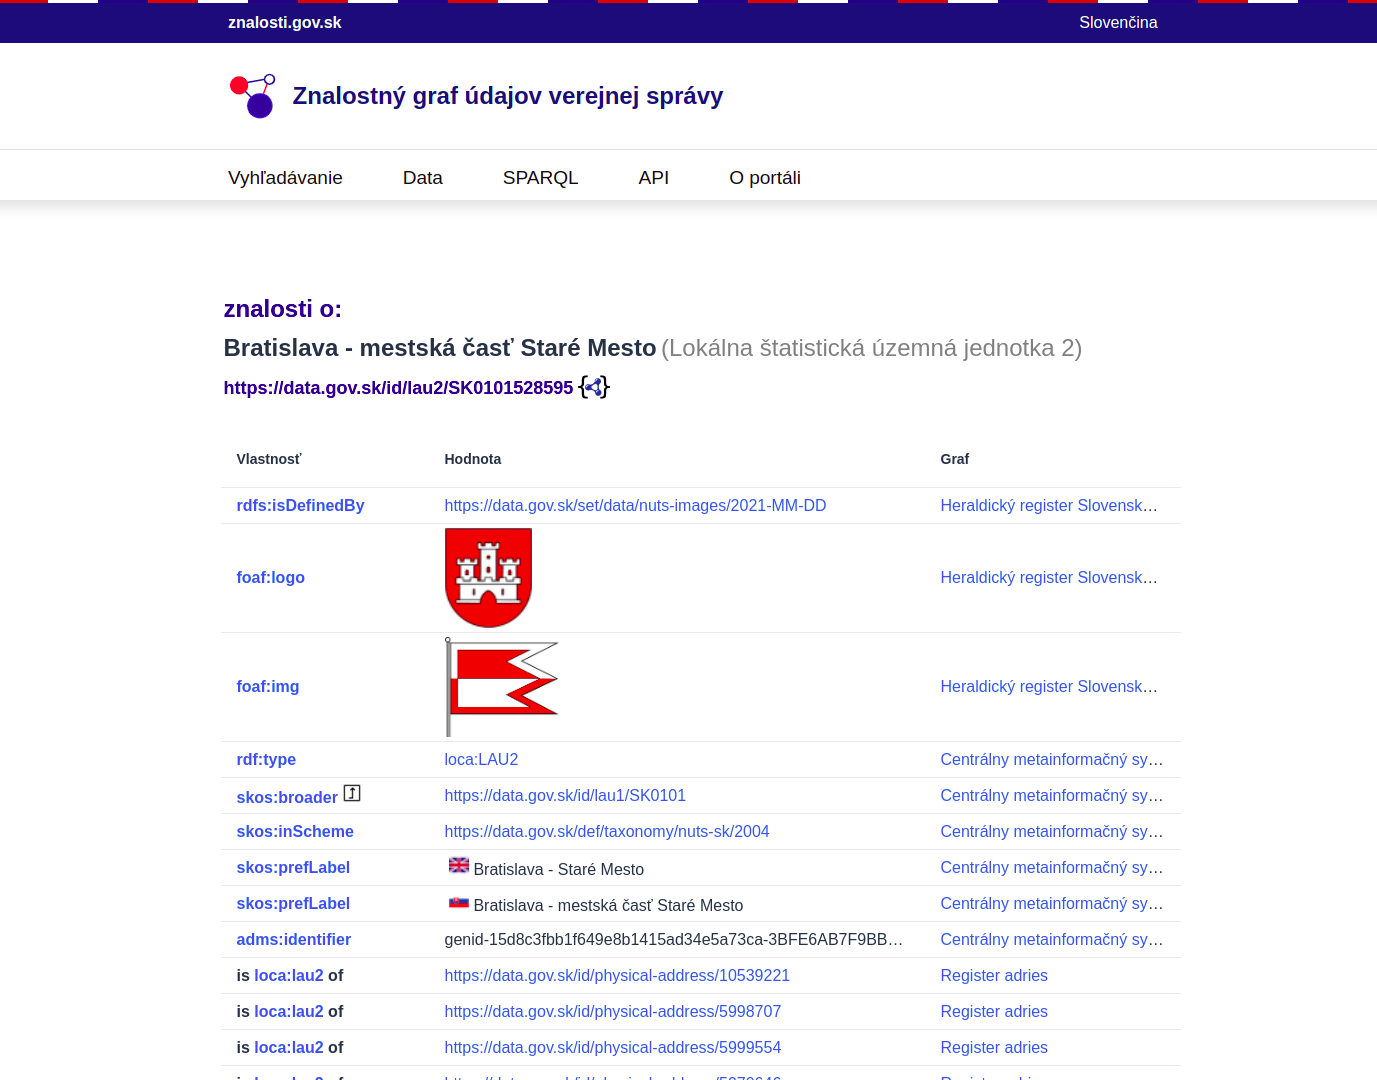 znalosti.gov.sk Slovenčina
Znalostný graf údajov verejnej správy
Vyhľadávanie Data SPARQL API O portáli
znalosti o:
Bratislava - mestská časť Staré Mesto (Lokálna štatistická územná jednotka 2)
https://data.gov.sk/id/lau2/SK0101528595
Vlastnosť Hodnota Graf
rdfs:isDefinedBy https://data.gov.sk/set/data/nuts-images/2021-MM-DD Heraldický register Slovensk…
foaf:logo Heraldický register Slovensk…
foaf:img Heraldický register Slovensk…
rdf:type loca:LAU2 Centrálny metainformačný sy…
skos:broader https://data.gov.sk/id/lau1/SK0101 Centrálny metainformačný sy…
skos:inScheme https://data.gov.sk/def/taxonomy/nuts-sk/2004 Centrálny metainformačný sy…
skos:prefLabel Bratislava - Staré Mesto Centrálny metainformačný sy…
skos:prefLabel Bratislava - mestská časť Staré Mesto Centrálny metainformačný sy…
adms:identifier genid-15d8c3fbb1f649e8b1415ad34e5a73ca-3BFE6AB7F9BB… Centrálny metainformačný sy…
is loca:lau2 of https://data.gov.sk/id/physical-address/10539221 Register adries
is loca:lau2 of https://data.gov.sk/id/physical-address/5998707 Register adries
is loca:lau2 of https://data.gov.sk/id/physical-address/5999554 Register adries